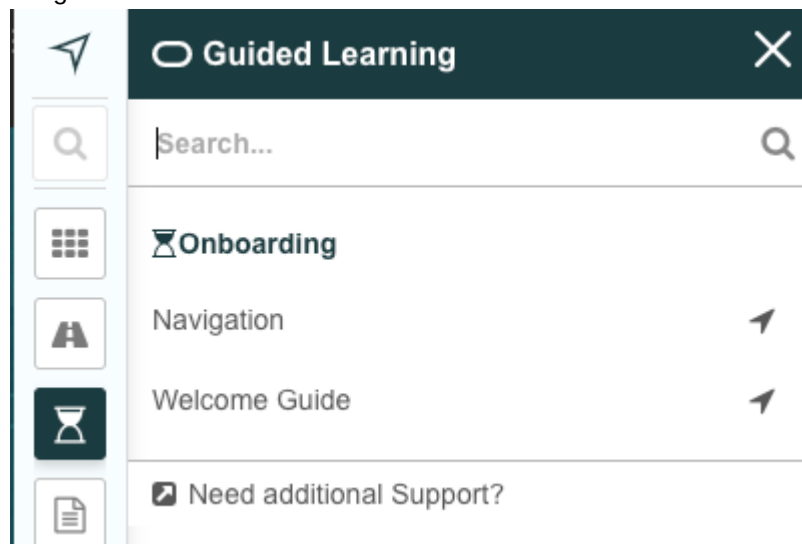 Guided Learning
Search...
Onboarding
Navigation
Welcome Guide
Need additional Support?